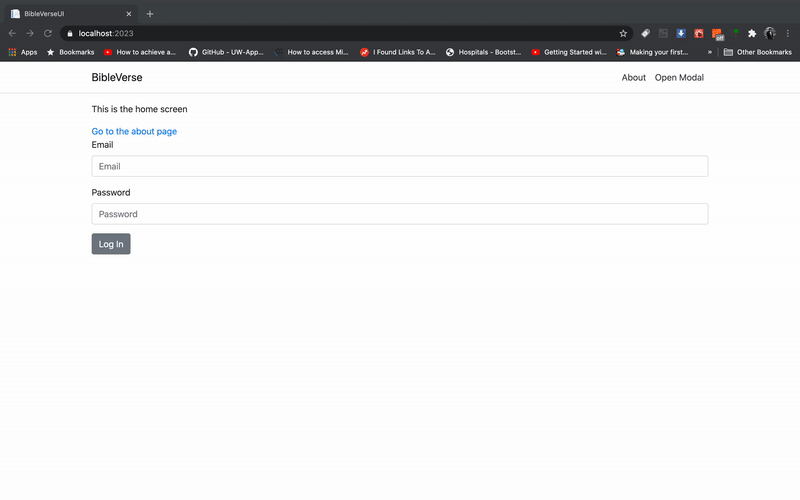 BibleVerseUI
localhost:2023
Apps Bookmarks How to achieve a... GitHub - UW-App... How to access Mi... I Found Links To A... Hospitals - Bootst... Getting Started wi... Making your first... » Other Bookmarks
BibleVerse About Open Modal
This is the home screen
Go to the about page
Email
Email
Password
Password
Log In